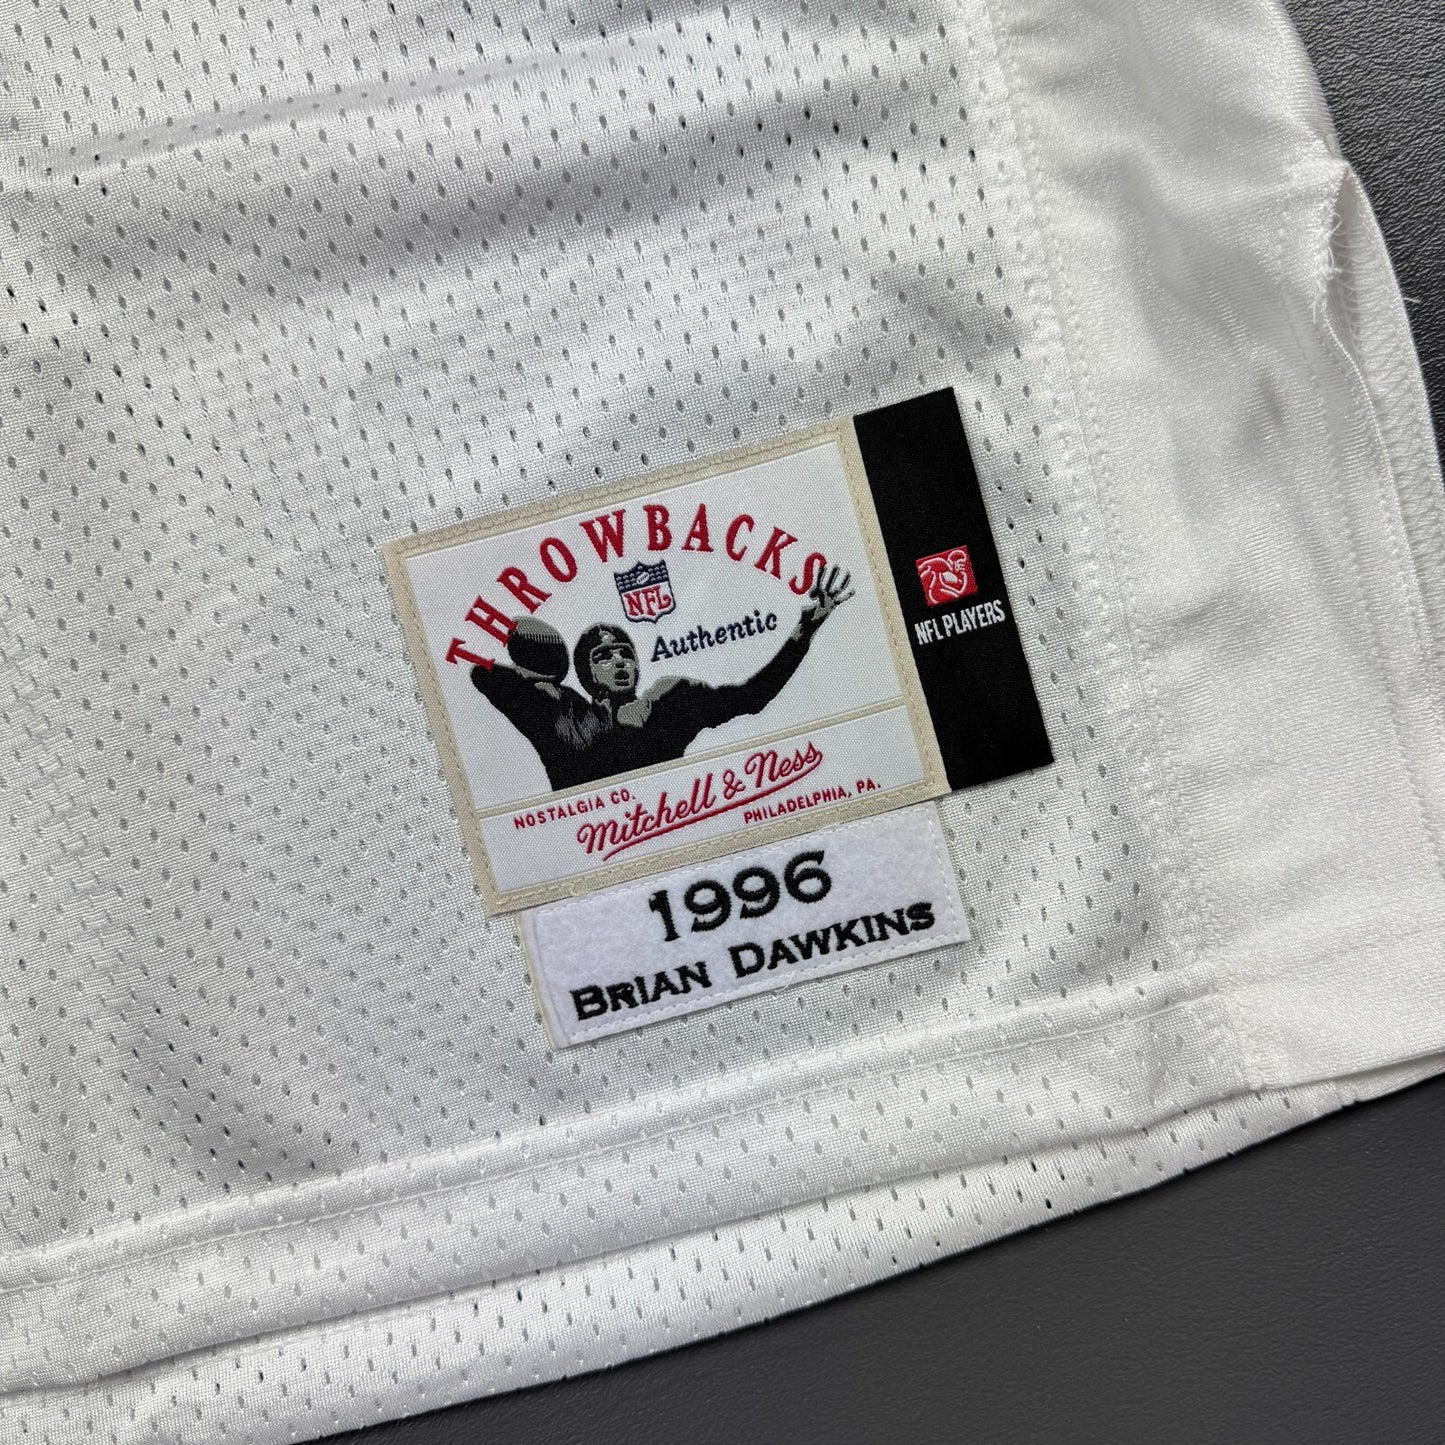 THROWBACKS
NFL
Authentic
NFL PLAYERS
NOSTALGIA CO.
Mitchell & Ness
PHILADELPHIA, PA.
1996
BRIAN DAWKINS